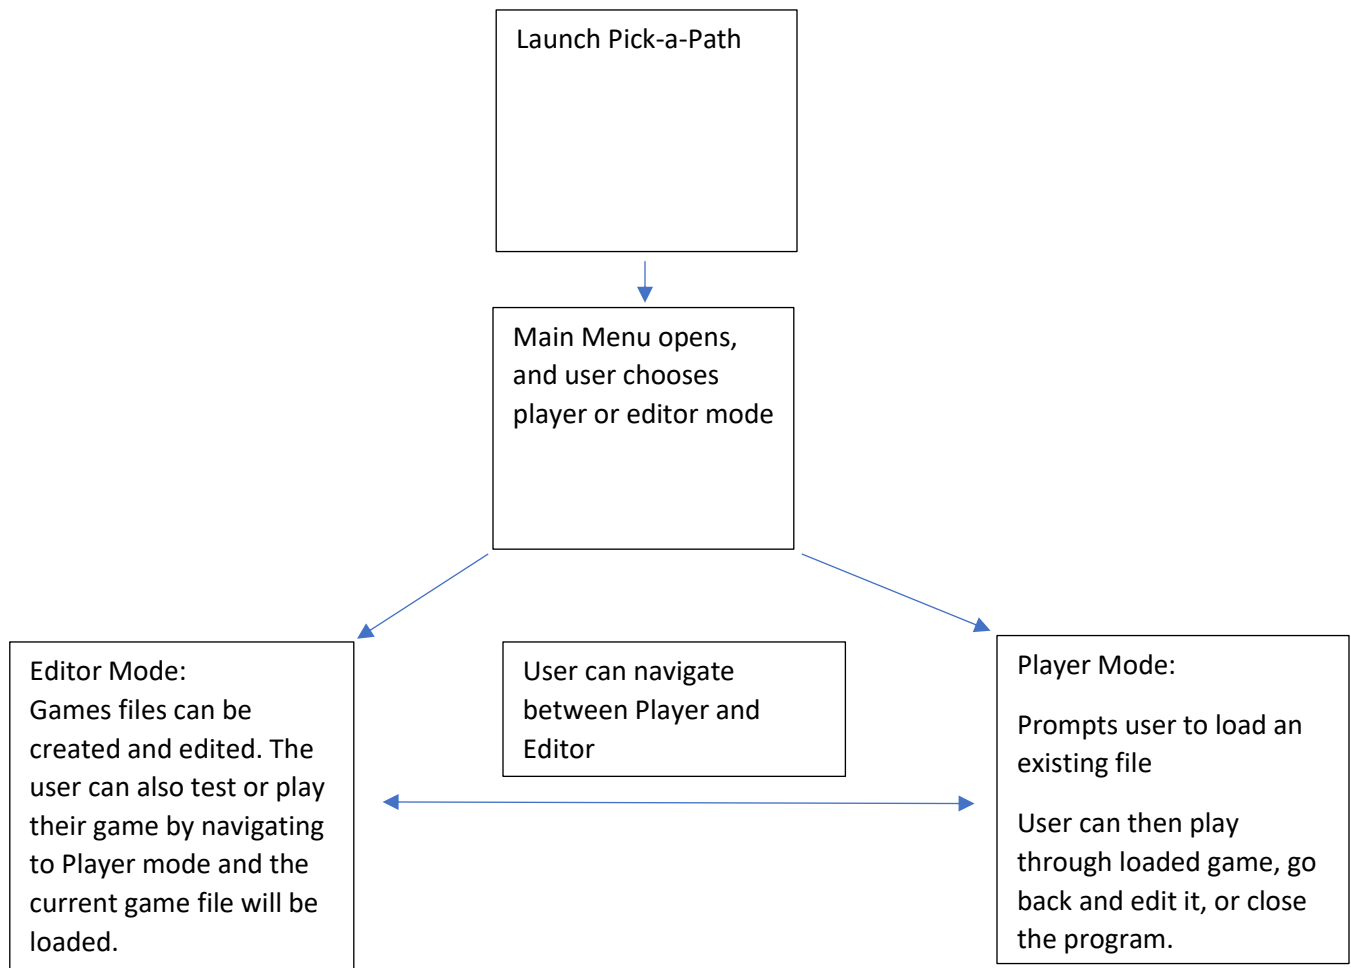 Launch Pick-a-Path
Main Menu opens,
and user chooses
player or editor mode
Editor Mode:
Games files can be
created and edited. The
user can also test or play
their game by navigating
to Player mode and the
current game file will be
loaded.
User can navigate
between Player and
Editor
Player Mode:
Prompts user to load an
existing file
User can then play
through loaded game, go
back and edit it, or close
the program.